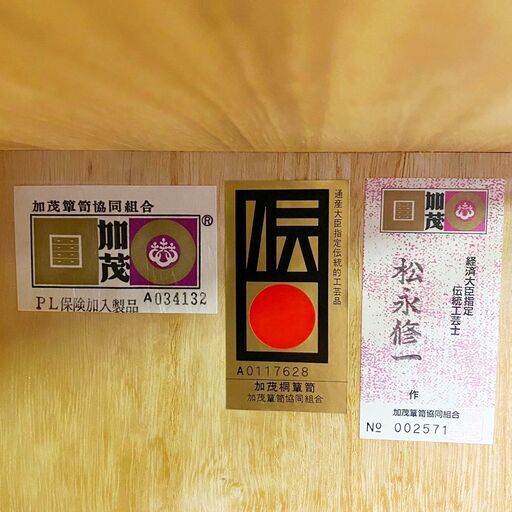 加茂簞笥協同組合
加茂
®
PL保険加入製品 A034132
通産大臣指定伝統的工芸品
伝
A0117628
加茂桐簞笥
加茂簞笥協同組合
加茂
経済大臣指定
伝統工芸士
松永修一
作
加茂簞笥協同組合
№ 002571